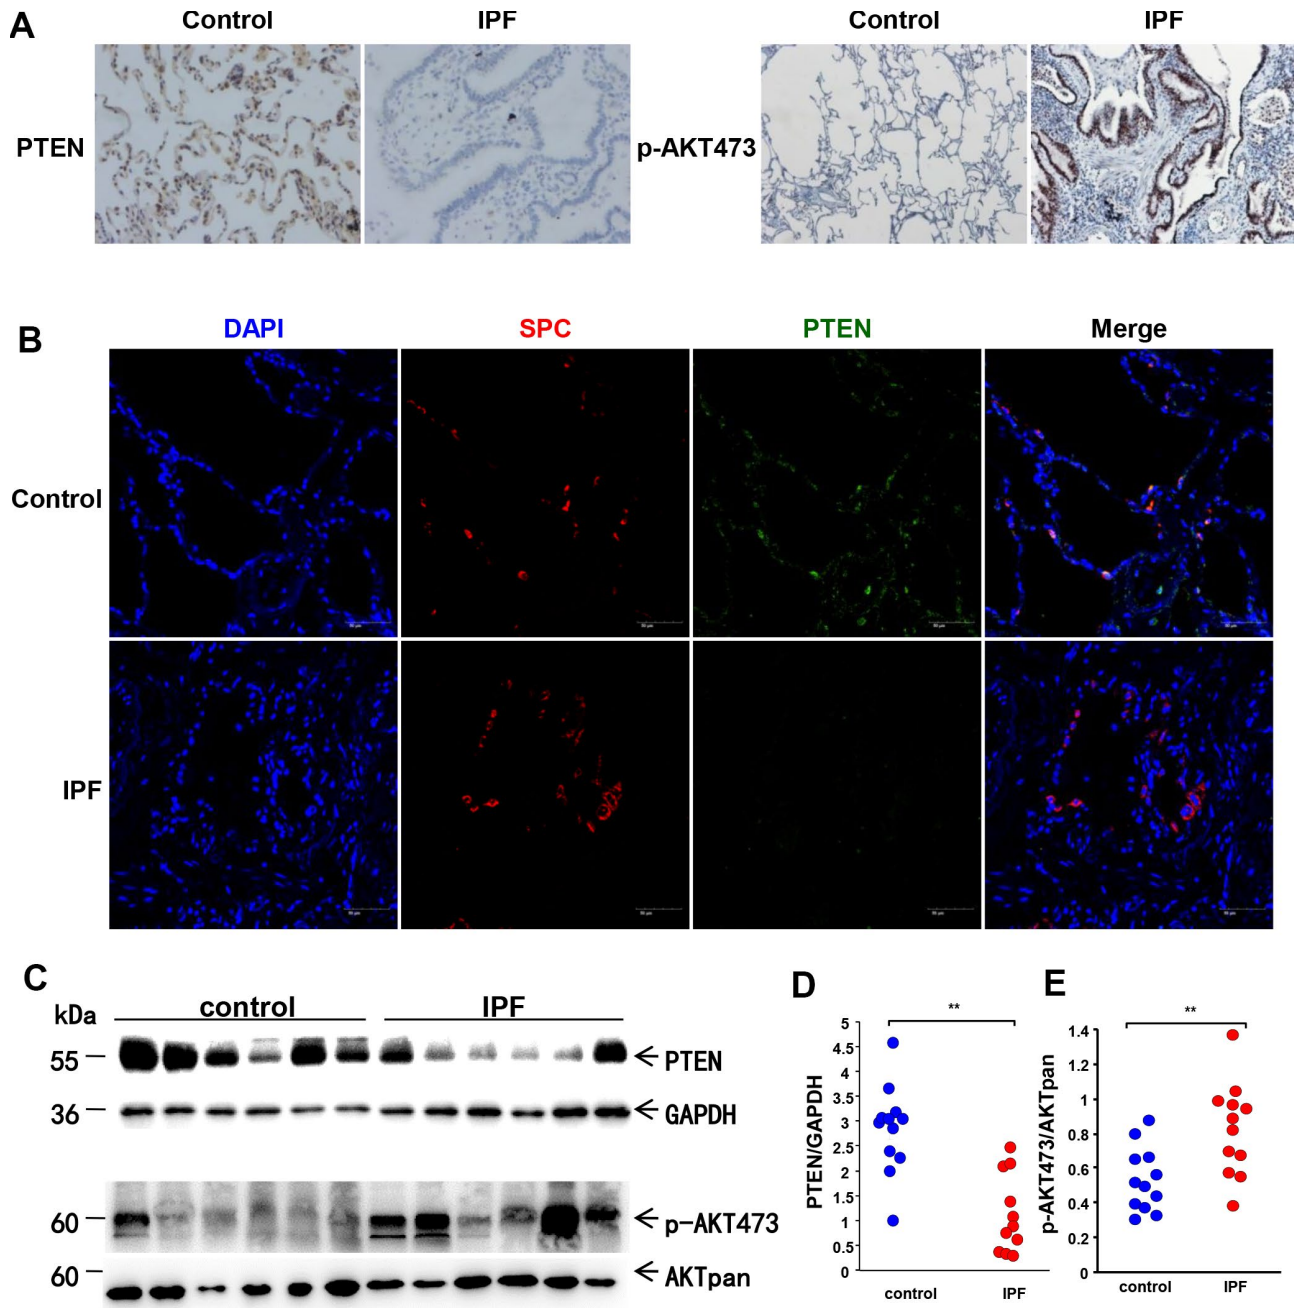 A
Control IPF Control IPF
PTEN p-AKT473
B
DAPI SPC PTEN Merge
Control
IPF
C
kDa control IPF
55 PTEN
36 GAPDH
60 p-AKT473
60 AKTpan
D
**
PTEN/GAPDH
5
4.5
4
3.5
3
2.5
2
1.5
1
0.5
0
control IPF
E
**
p-AKT473/AKTpan
1.4
1.2
1
0.8
0.6
0.4
0.2
0
control IPF